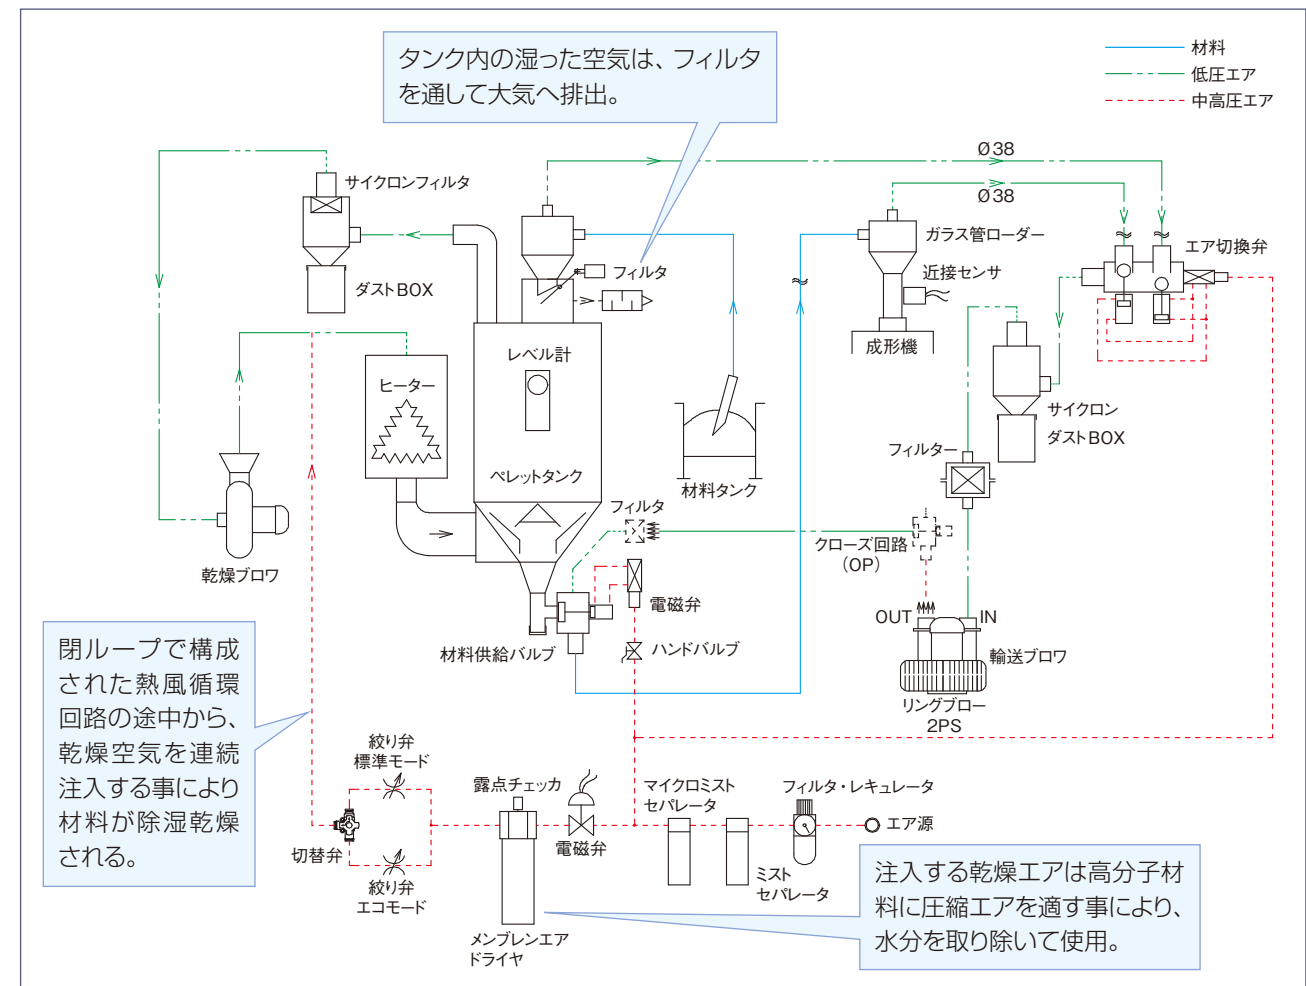 タンク内の湿った空気は、フィルタ
を通して大気へ排出。
材料
低圧エア
中高圧エア
Ø38
Ø38
サイクロンフィルタ
ダストBOX
フィルタ
ガラス管ローダー
近接センサ
成形機
エア切換弁
レベル計
ヒーター
ペレットタンク
材料タンク
サイクロン
ダストBOX
フィルター
フィルタ
クローズ回路
(OP)
乾燥ブロワ
電磁弁
OUT
IN
材料供給バルブ
ハンドバルブ
輸送ブロワ
リングブロー
2PS
閉ループで構成
された熱風循環
回路の途中から、
乾燥空気を連続
注入する事により
材料が除湿乾燥
される。
絞り弁
標準モード
露点チェッカ
マイクロミスト
セパレータ
フィルタ・レキュレータ
エア源
切替弁
電磁弁
絞り弁
エコモード
ミスト
セパレータ
メンブレンエア
ドライヤ
注入する乾燥エアは高分子材
料に圧縮エアを適す事により、
水分を取り除いて使用。